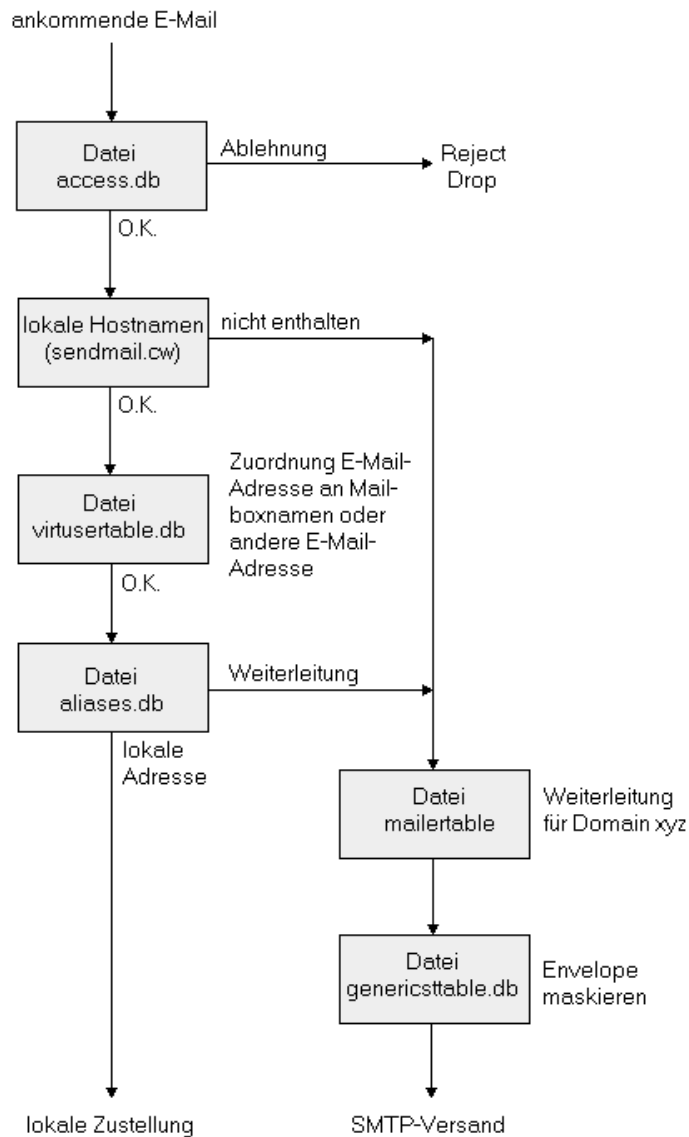 ankommende E-Mail
Datei
access.db
Ablehnung
Reject
Drop
O.K.
lokale Hostnamen
(sendmail.cw)
nicht enthalten
O.K.
Datei
virtusertable.db
Zuordnung E-Mail-
Adresse an Mail-
boxnamen oder
andere E-Mail-
Adresse
O.K.
Datei
aliases.db
Weiterleitung
lokale
Adresse
Datei
mailertable
Weiterleitung
für Domain xyz
Datei
genericsttable.db
Envelope
maskieren
lokale Zustellung
SMTP-Versand